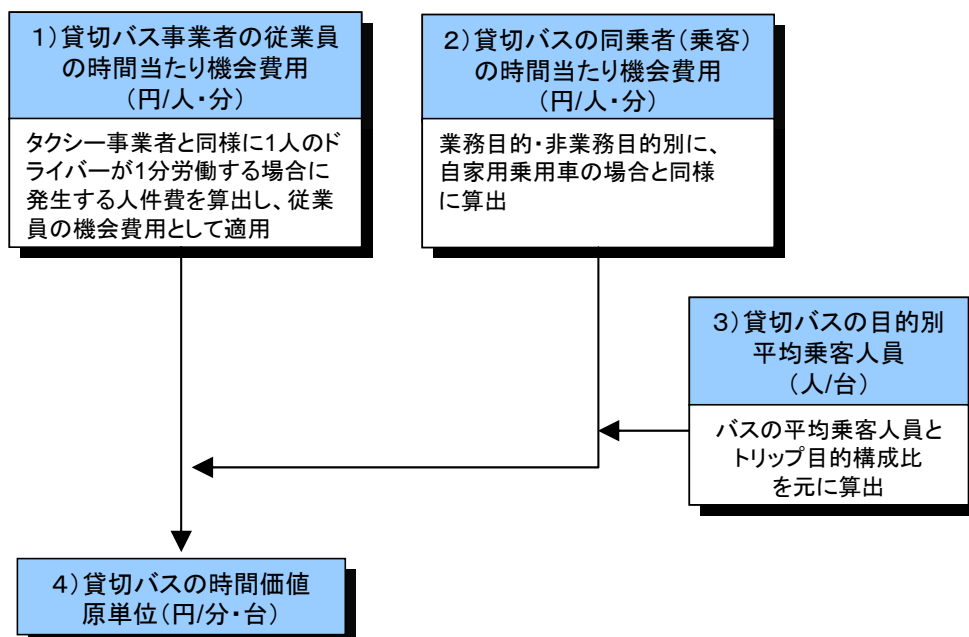 1)貸切バス事業者の従業員
の時間当たり機会費用
(円/人・分)
タクシー事業者と同様に1人のド
ライバーが1分労働する場合に
発生する人件費を算出し、従業
員の機会費用として適用
2)貸切バスの同乗者(乗客)
の時間当たり機会費用
(円/人・分)
業務目的・非業務目的別に、
自家用乗用車の場合と同様
に算出
3)貸切バスの目的別
平均乗客人員
(人/台)
バスの平均乗客人員と
トリップ目的構成比
を元に算出
4)貸切バスの時間価値
原単位(円/分・台)